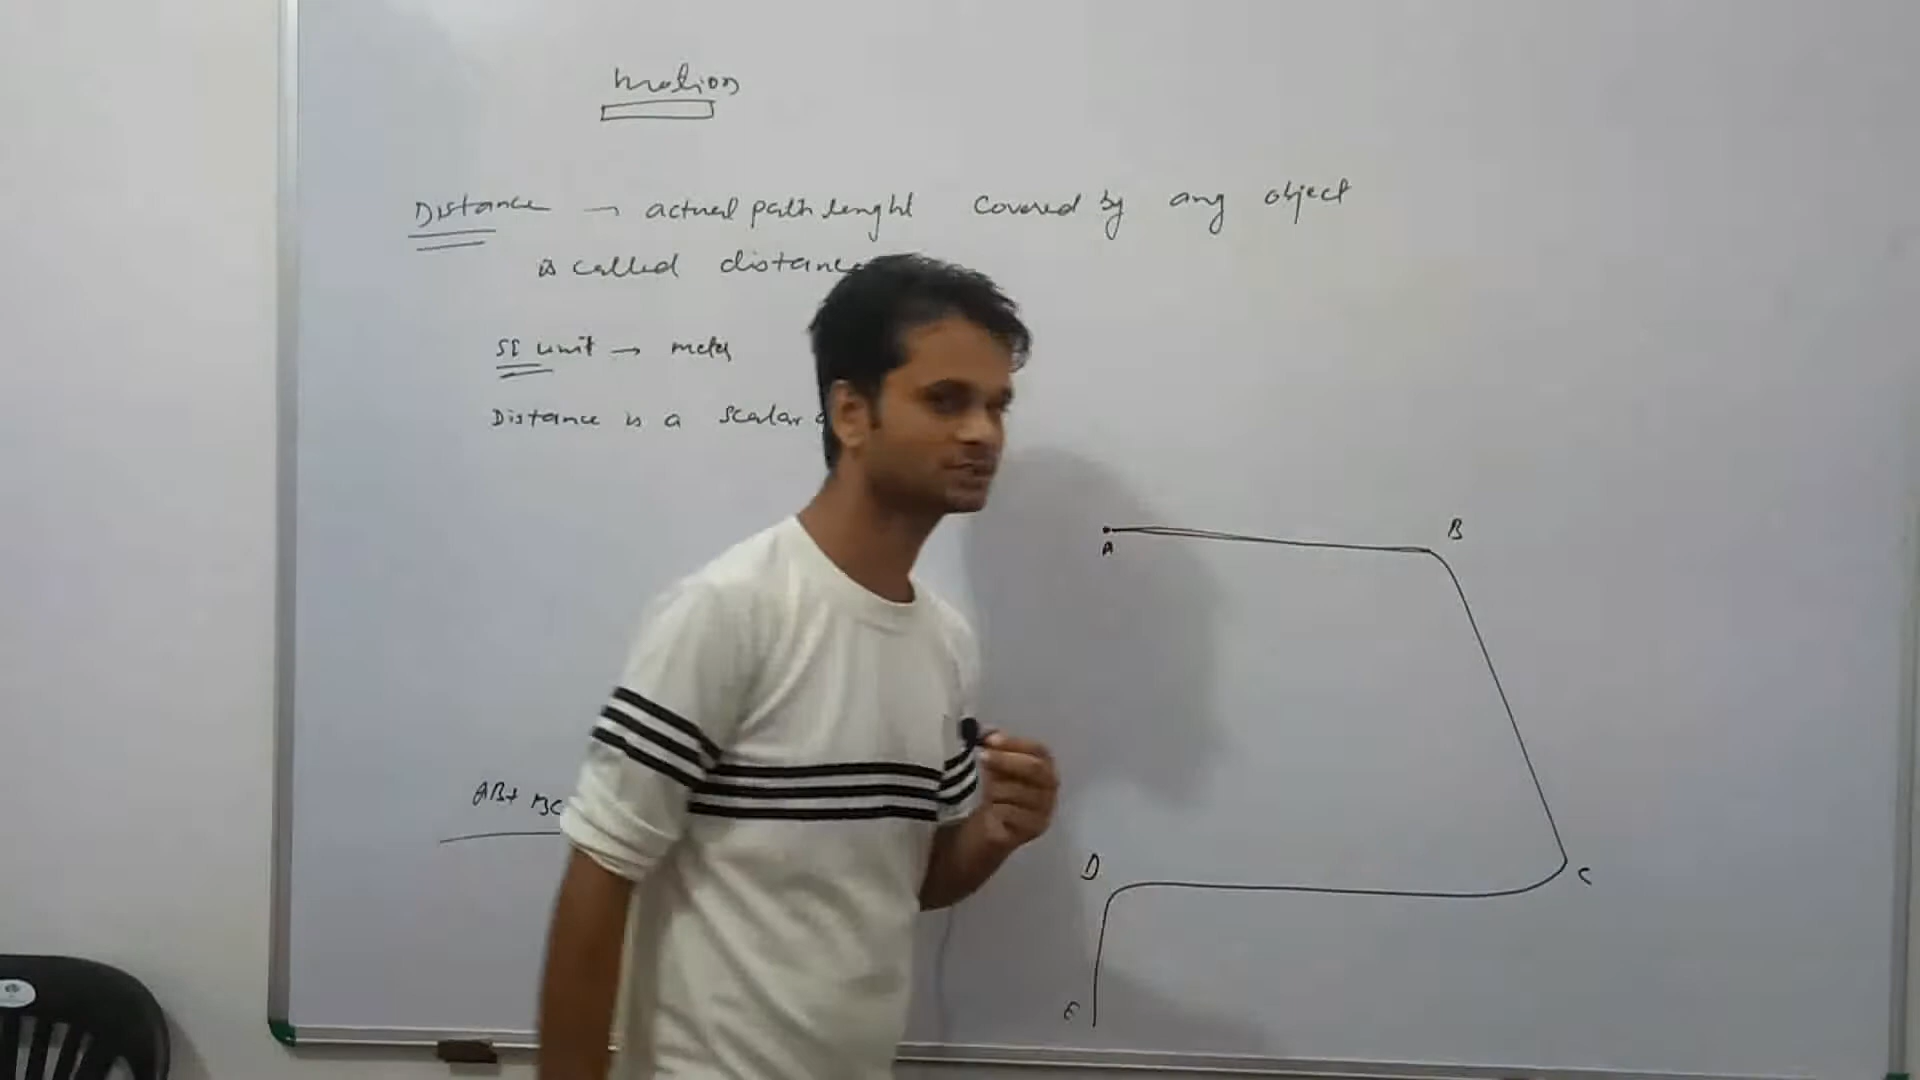 motion
Distance → actual path lenght covered by any object
is called distance
SI unit → meter
Distance is a scalar
A
B
AB+ BC
D
C
E